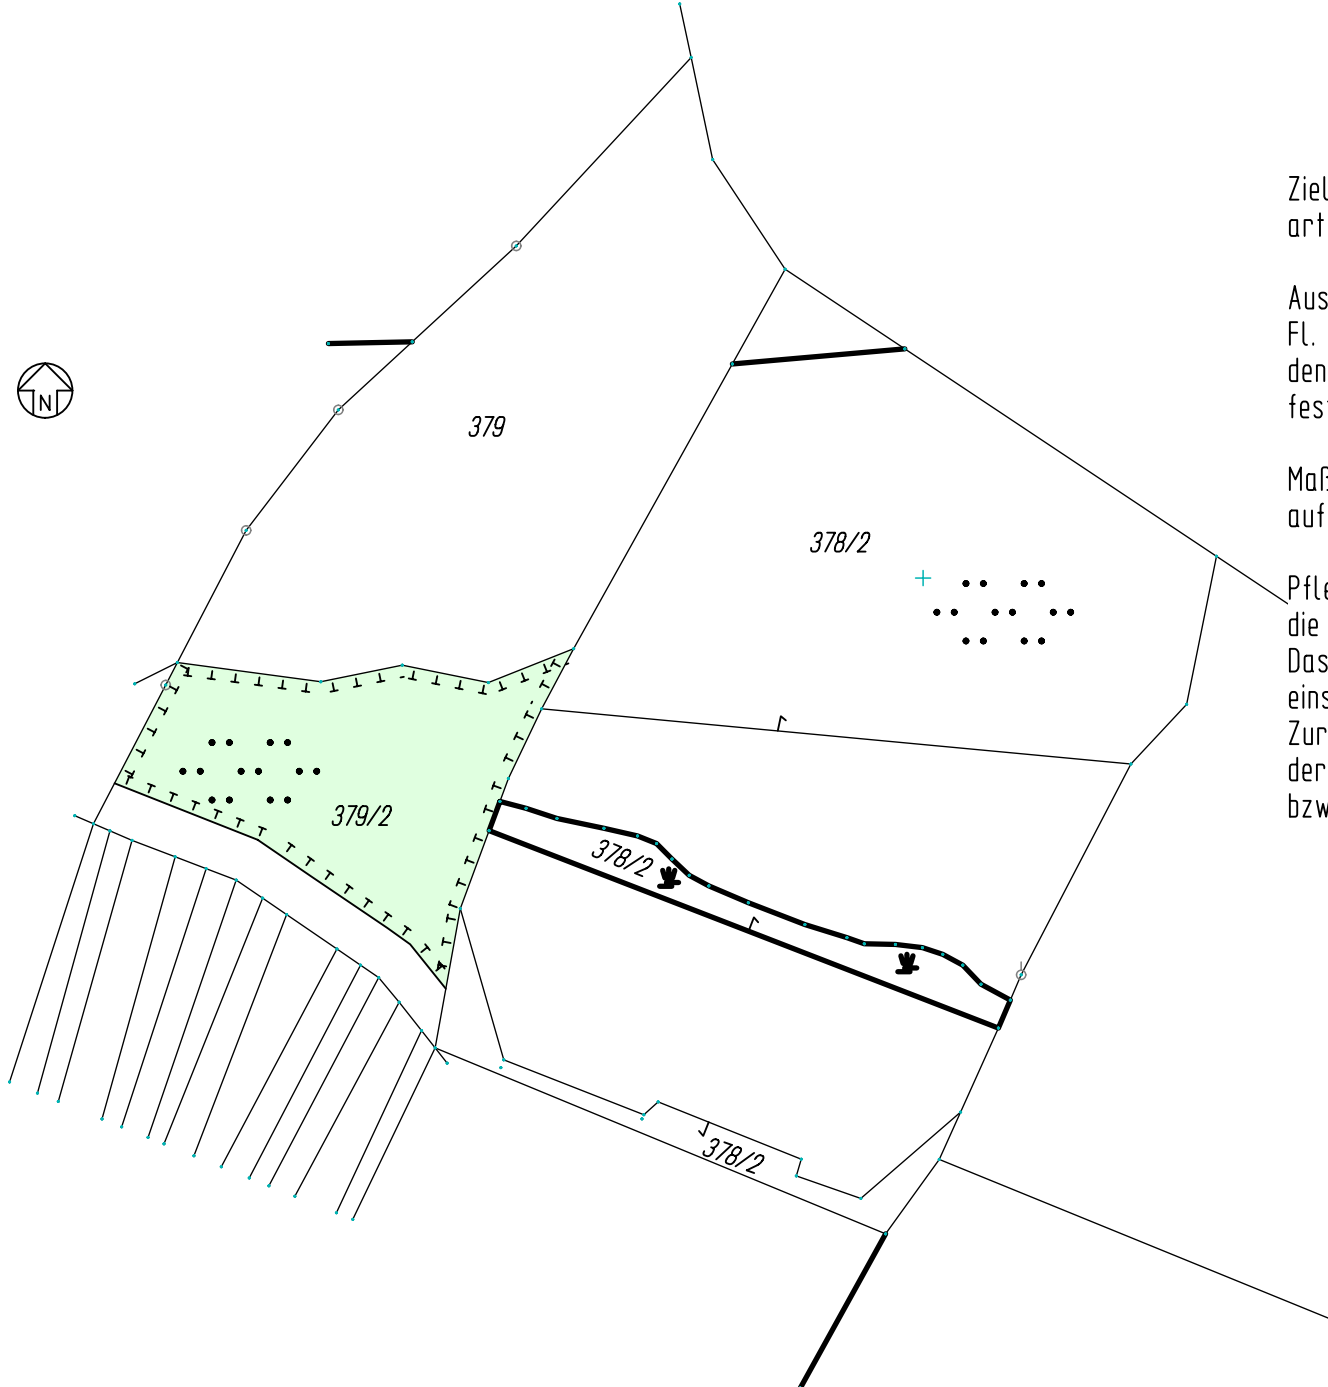 Ziel
art
Aus
Fl.
den
fest
N
379
378/2
Maß
auf
Pfle
die
Das
eins
Zur
der
bzw
379/2
378/2
378/2